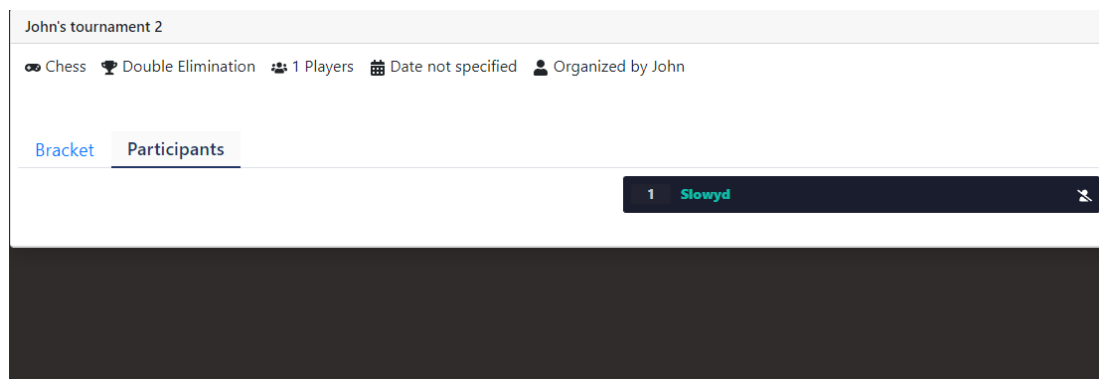 John's tournament 2
Chess Double Elimination 1 Players Date not specified Organized by John
Bracket Participants
1 Slowyd